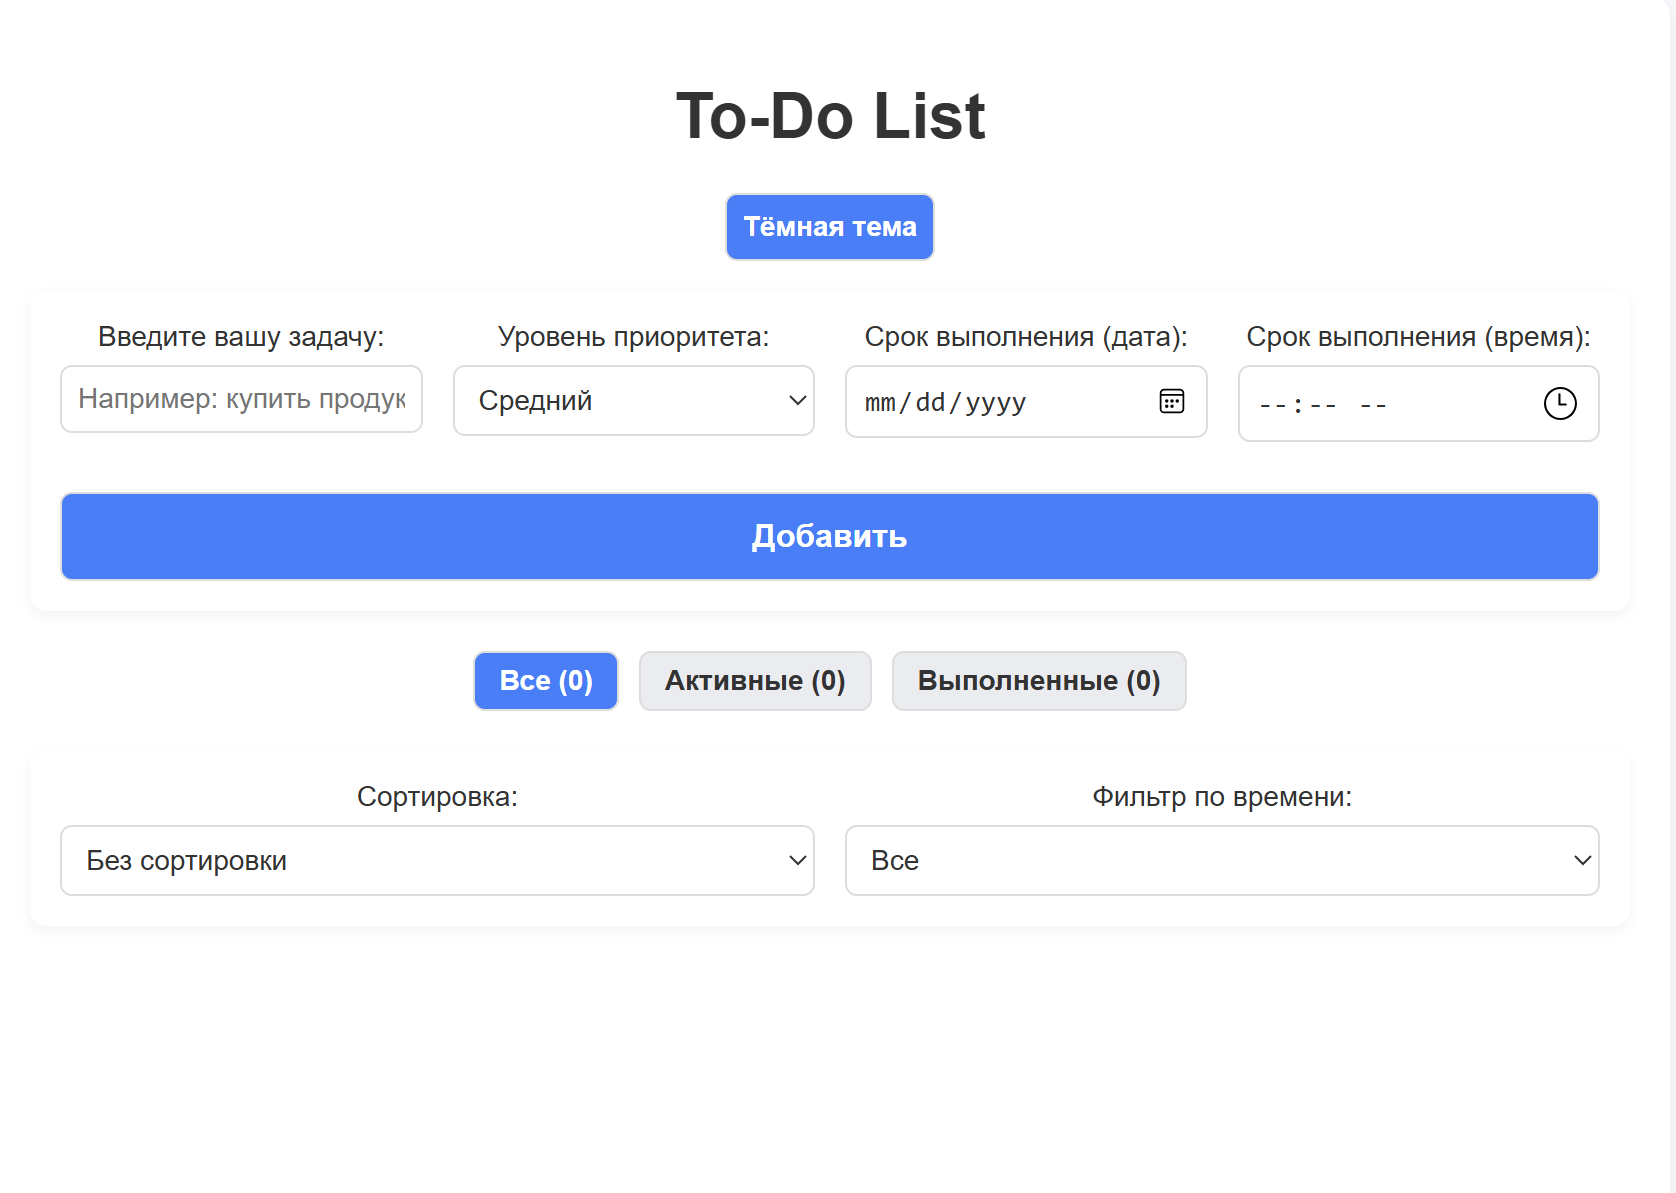 To-Do List
Тёмная тема
Введите вашу задачу: Уровень приоритета: Срок выполнения (дата): Срок выполнения (время):
Например: купить продук Средний mm/dd/yyyy --:-- --
Добавить
Все (0) Активные (0) Выполненные (0)
Сортировка: Фильтр по времени:
Без сортировки Все